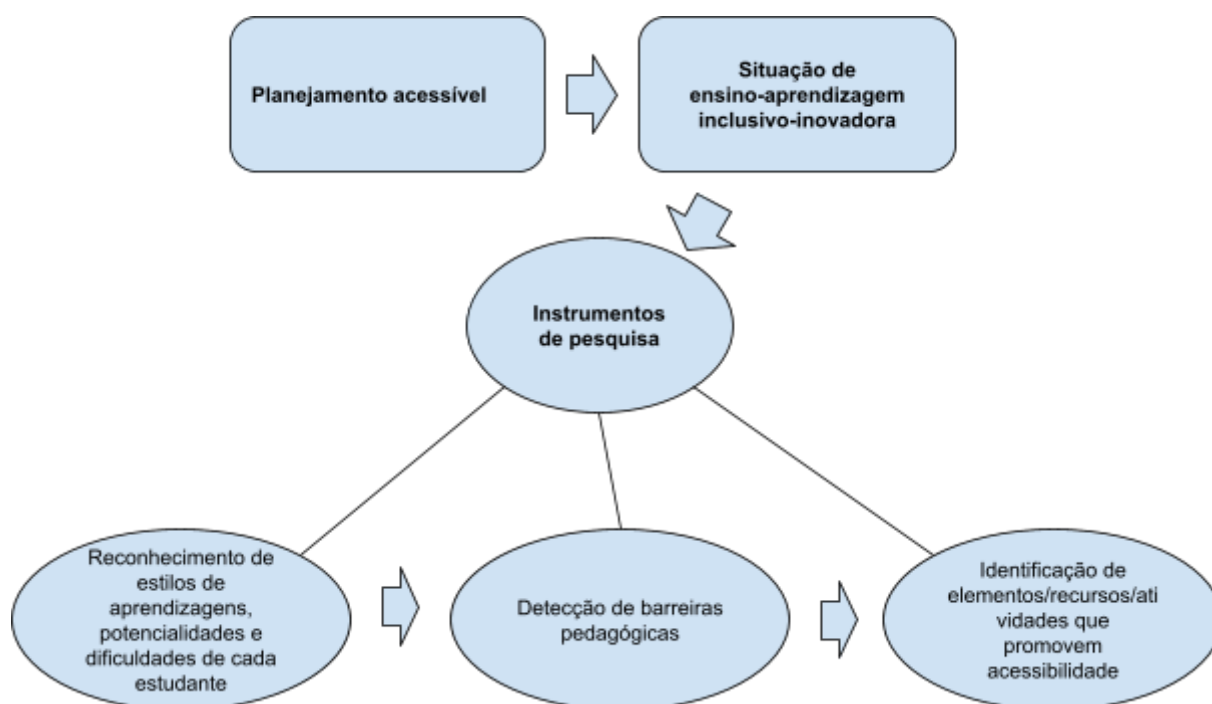 Planejamento acessível
Situação de
ensino-aprendizagem
inclusivo-inovadora
Instrumentos
de pesquisa
Reconhecimento de
estilos de
aprendizagens,
potencialidades e
dificuldades de cada
estudante
Detecção de barreiras
pedagógicas
Identificação de
elementos/recursos/ati
vidades que
promovem
acessibilidade